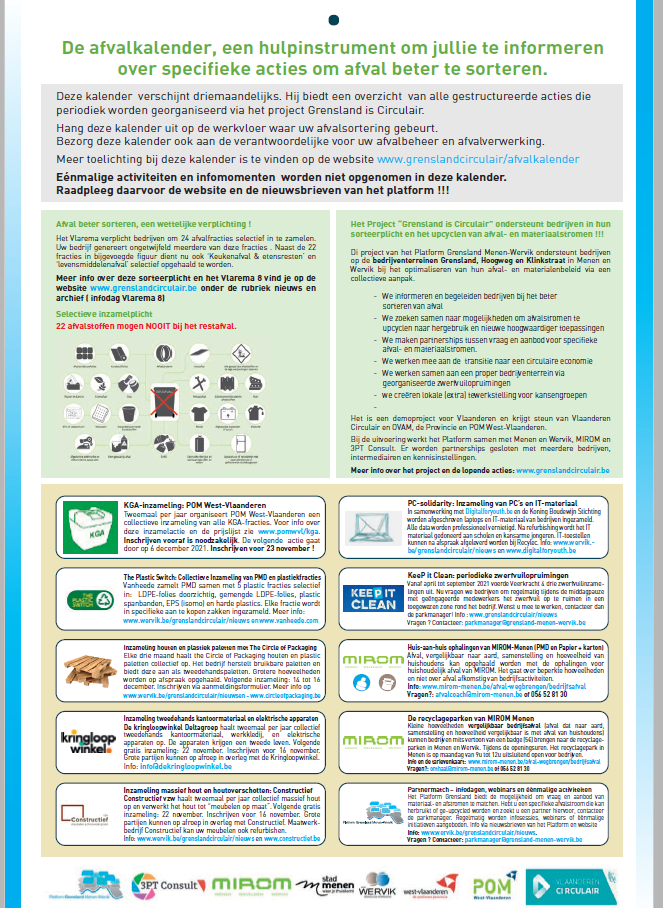 De afvalkalender, een hulpinstrument om jullie te informeren
over specifieke acties om afval beter te sorteren.
Deze kalender verschijnt driemaandelijks. Hij biedt een overzicht van alle gestructureerde acties die
periodiek worden georganiseerd via het project Grensland is Circulair.
Hang deze kalender uit op de werkvloer waar uw afvalsortering gebeurt.
Bezorg deze kalender ook aan de verantwoordelijke voor uw afvalbeheer en afvalverwerking.
Meer toelichting bij deze kalender is te vinden op de website www.grenslandcirculair/afvalkalender
Eénmalige activiteiten en infomomenten worden niet opgenomen in deze kalender.
Raadpleeg daarvoor de website en de nieuwsbrieven van het platform !!!
Afval beter sorteren, een wettelijke verplichting !
Het Vlarema verplicht bedrijven om 24 afvalfracties selectief in te zamelen.
Uw bedrijf genereert ongetwijfeld meerdere van deze fracties . Naast de 22
fracties in bijgevoegde figuur dient nu ook 'Keukenafval & etensresten' en
'levensmiddelenafval' selectief opgehaald te worden.
Meer info over deze sorteerplicht en het Vlarema 8 vind je op de
website www.grenslandcirculair.be onder de rubriek nieuws en
archief ( infodag Vlarema 8)
Selectieve inzamelplicht
22 afvalstoffen mogen NOOIT bij het restafval.
Het Project "Grensland is Circulair" ondersteunt bedrijven in hun
sorteerplicht en het upcyclen van afval- en materiaalstromen !!!
Di project van het Platform Grensland Menen-Wervik ondersteunt bedrijven
op de bedrijventerreinen Grensland, Hoogweg en Klinkstraat in Menen en
Wervik bij het optimaliseren van hun afval- en materialenbeleid via een
collectieve aanpak.
- We informeren en begeleiden bedrijven bij het beter
sorteren van afval
- We zoeken samen naar mogelijkheden om afvalstromen te
upcyclen naar hergebruik en nieuwe hoogwaardiger toepassingen
- We maken partnerships tussen vraag en aanbod voor specifieke
afval- en materiaalstromen.
- We werken mee aan de transitie naar een circulaire economie
- We werken samen aan een proper bedrijventerrein via
georganiseerde zwerfvuilopruimingen
- we creëren lokale (extra) tewerkstelling voor kansengroepen
-
Het is een demoproject voor Vlaanderen en krijgt steun van Vlaanderen
Circulair en OVAM, de Provincie en POM West-Vlaanderen.
Bij de uitvoering werkt het Platform samen met Menen en Wervik, MIROM en
3PT Consult. Er worden partnerships gesloten met meerdere bedrijven,
intermediairen en kennisinstellingen.
Meer info over het project en de lopende acties: www.grenslandcirculair.be
KGA
KGA-inzameling: POM West-Vlaanderen
Tweemaal per jaar organiseert POM West-Vlaanderen een
collectieve inzameling van alle KGA-fracties. Voor info over
deze inzamelactie en de prijslijst zie www.pomwvl/kga.
Inschrijven vooraf is noodzakelijk. De volgende actie gaat
door op 6 december 2021. Inschrijven voor 23 november !
THE PLASTIC SWITCH
The Plastic Switch: Collectieve Inzameling van PMD en plastiekfracties
Vanheede zamelt PMD samen met 5 plastic fracties selectief
in: LDPE-folies doorzichtig, gemengde LDPE-folies, plastic
spanbanden, EPS (isomo) en harde plastics. Elke fractie wordt
in specifieke aan te kopen zakken ingezameld. Meer info:
www.wervik.be/grenslandcirculair/nieuws en www.vanheede.com
Inzameling houten en plastiek paletten met The Circle of Packaging
Elke drie maand haalt the Circle of Packaging houten en plastic
paletten collectief op. Het bedrijf herstelt bruikbare paletten en
biedt deze aan als tweedehandspaletten. Grotere hoeveelheden
worden op afspraak opgehaald. Volgende inzameling: 14 tot 16
december. inschrijven via aanmeldingsformulier. Meer info op
www.wervik.be/grenslandcirculair/nieuws - www.circleofpackaging.be
kringloop
winkel
Inzameling tweedehands kantoormateriaal en elektrische apparaten
De kringloopwinkel Deltagroep haalt tweemaal per jaar collectief
tweedehands kantoormateriaal, werkkledij, en elektrische
apparaten op. De apparaten krijgen een tweede leven. Volgende
gratis inzameling: 22 november. Inschrijven voor 16 november.
Grote partijen kunnen op afroep in overleg met de Kringloopwinkel.
Info: info@dekringloopwinkel.be
Constructief
Inzameling massief hout en houtoverschotten: Constructief
Constructief vzw haalt tweemaal per jaar collectief massief hout
op en verwerkt het hout tot "meubelen op maat". Volgende gratis
inzameling: 22 november. Inschrijven voor 16 november. Grote
partijen kunnen op afroep in overleg met Constructief. Maatwerk-
bedrijf Constructief kan uw meubelen ook refurbishen.
Info: www.wervik.be/grenslandcirculair/nieuws en www.constructief.be
PC-solidarity: Inzameling van PC's en IT-materiaal
In samenwerking met Digitalforyouth.be en de Koning Boudewijn Stichting
worden afgeschreven laptops en IT-materiaal van bedrijven ingezameld.
Alle data worden professioneel vernietigd. Na refurbishing wordt het IT
materiaal gedoneerd aan scholen en kansarme jongeren. IT-toestellen
kunnen na afspraak afgeleverd worden bij Recylec. Info: www.wervik.-
be/grenslandcirculair/nieuws en www.digitalforyouth.be
KEEP IT
CLEAN
KeeP it Clean: periodieke zwerfvuilopruimingen
Vanaf april tot september 2021 voerde Veerkracht 4 drie zwerfvuilinzame-
lingen uit. Nu vragen we bedrijven om regelmatig tijdens de middagpauze
met geëngageerde medewerkers het zwerfvuil op te ruimen in een
toegewezen zone rond het bedrijf. Wenst u mee te werken, contacteer dan
de parkmanager! Info : www.grenslandcirculair/nieuws
Vragen ? Contacteer: parkmanager@grensland-menen-wervik.be
MIROM
Huis-aan-huis ophalingen van MIROM-Menen (PMD en Papier + karton)
Afval, vergelijkbaar naar aard, samenstelling en hoeveelheid van
huishoudens kan opgehaald worden met de ophalingen voor
huishoudelijk afval van MIROM. Het gaat over beperkte hoeveelheden
en niet over afval afkomstig van bedrijfsactiviteiten.
Info: www.mirom-menen.be/afval-wegbrengen/bedrijfsafval
Vragen?: afvalcoach@mirom-menen.be of 056 52 81 30
MIROM
De recyclageparken van MIROM Menen
Kleine hoeveelheden vergelijkbaar bedrijfsafval (afval dat naar aard,
samenstelling en hoeveelheid vergelijkbaar is met afval van huishoudens)
kunnen bedrijven mits vertoon van een badge (5€) brengen naar de recyclage-
parken in Menen en Wervik. Tijdens de openingsuren. Het recyclagepark in
Menen is op maandag van 9u tot 12u uitsluitend open voor bedrijven.
Info en de tarievenkaart: www.mirom-menen.be/afval-wegbrengen/bedrijfsafval
Vragen?: onthaal@mirom-menen.be of 056 52 81 30
Partnermatch – infodagen, webinars en éénmalige activiteiten
Het Platform Grensland biedt de mogelijkheid om vraag en aanbod van
materiaal- en afstromen te matchen. Hebt u een specifieke afvalstroom die kan
hertruikt of ge-upcycled worden en zoekt u een partner hiervoor, contacteer
de parkmanager. Regelmatig worden infosessies, webinars of éénmalige
initiatieven aangeboden. Info via nieuwsbrieven van het Platform en website
Info: www.wervik.be/grenslandcirculair/nieuws.
Vragen ? Contacteer: parkmanager@grensland-menen-wervik.be
3PT Consult
MIROM
stad
menen
WERVIK
west-vlaanderen
POM
West-Vlaanderen
VLAANDEREN
CIRCULAIR